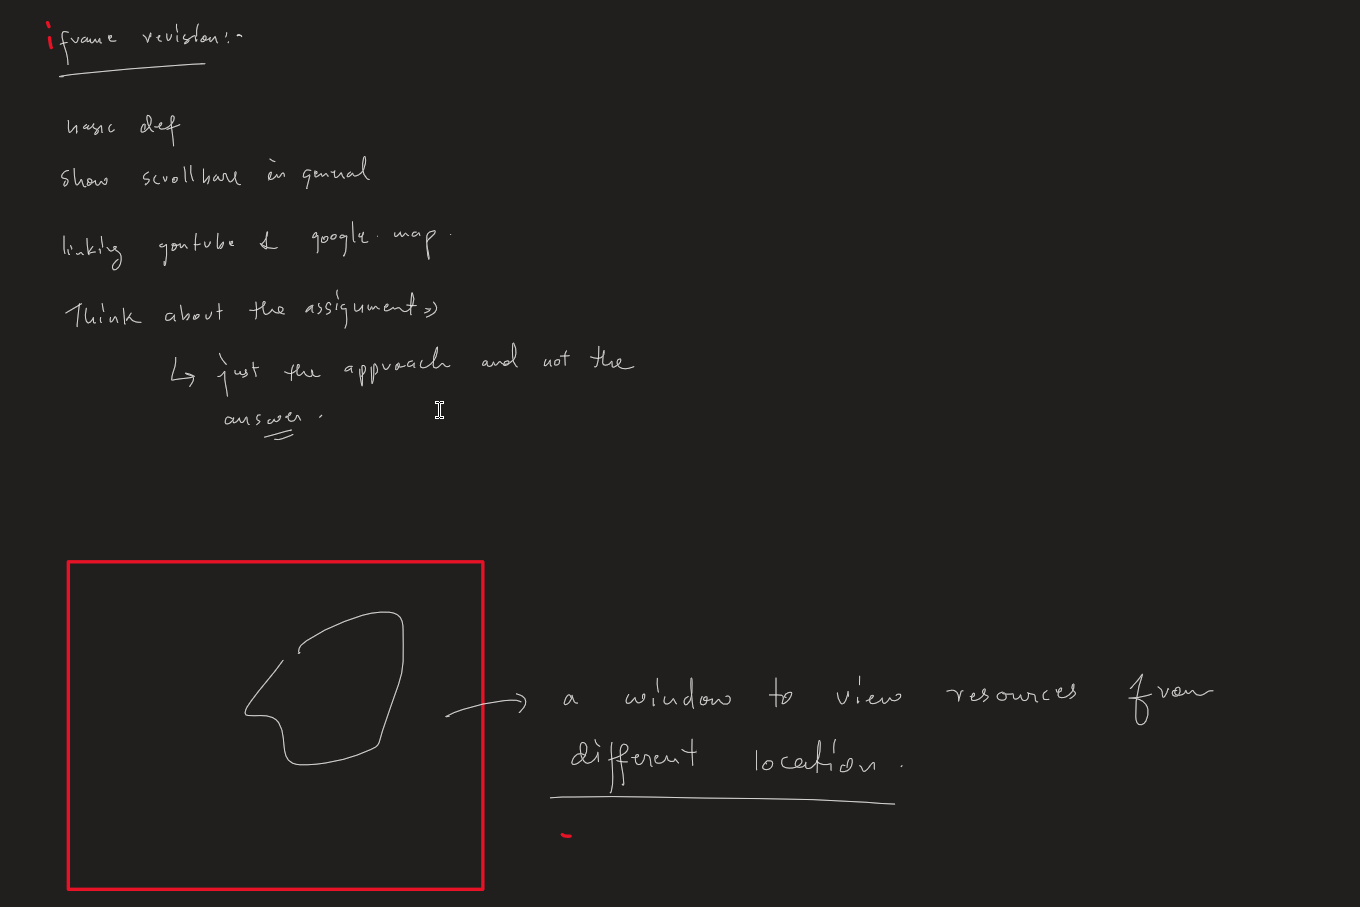 iframe revision:-
basic def
show scrollbare in general
linking youtube & google map.
Think about the assignment =>
↳ just the approach and not the
answer.
→ a window to view resources from
different location.